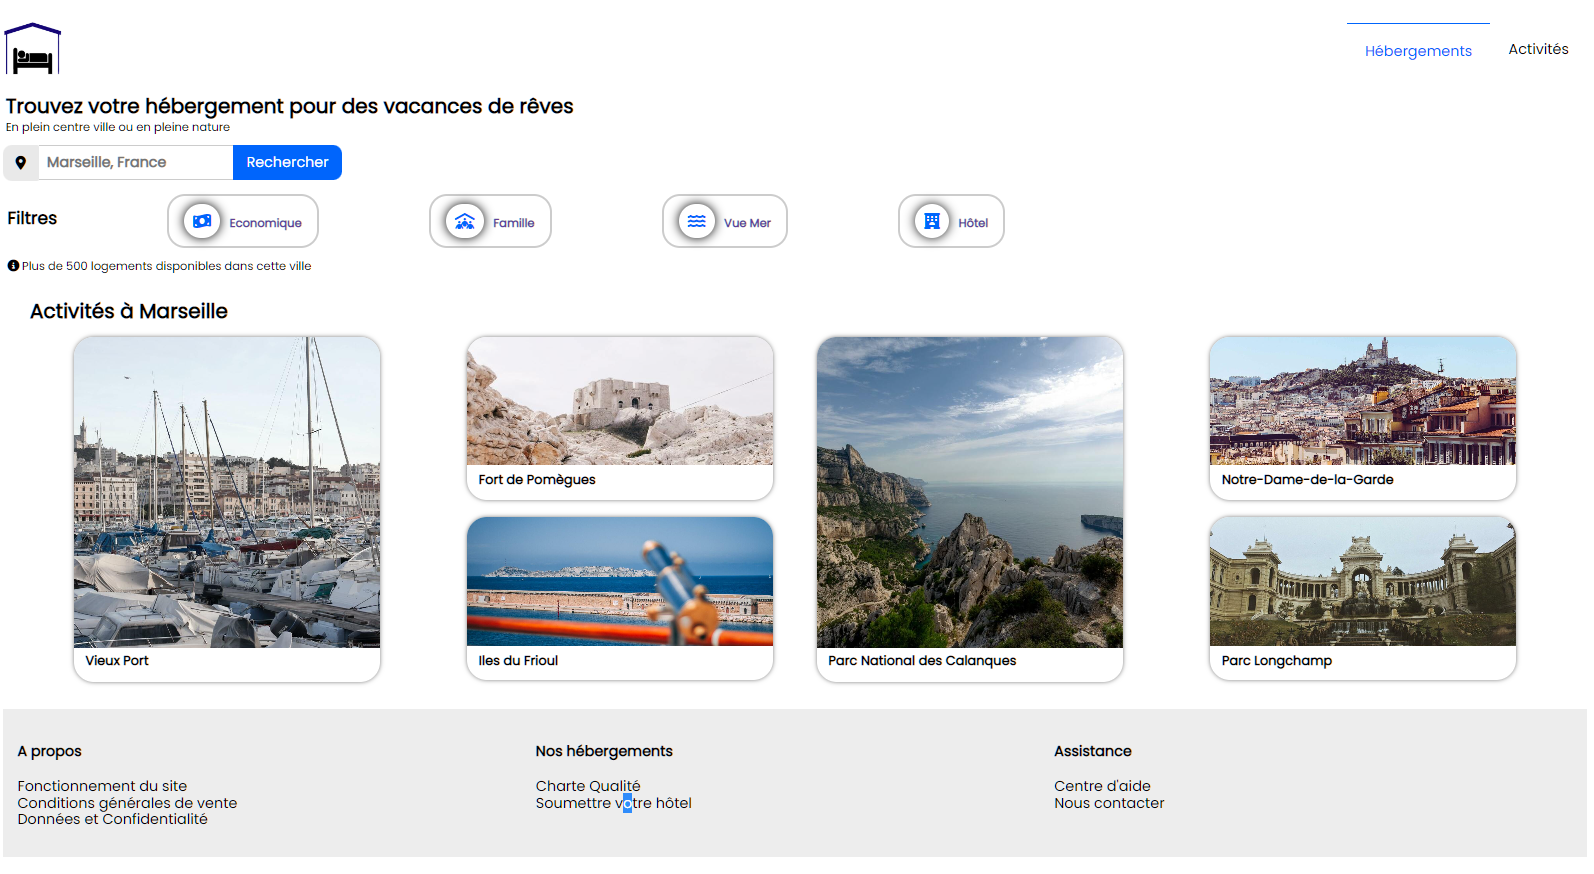 Hébergements
Activités
Trouvez votre hébergement pour des vacances de rêves
En plein centre ville ou en pleine nature
Marseille, France
Rechercher
Filtres
Economique
Famille
Vue Mer
Hôtel
Plus de 500 logements disponibles dans cette ville
Activités à Marseille
Vieux Port
Fort de Pomègues
Iles du Frioul
Parc National des Calanques
Notre-Dame-de-la-Garde
Parc Longchamp
A propos
Fonctionnement du site
Conditions générales de vente
Données et Confidentialité
Nos hébergements
Charte Qualité
Soumettre votre hôtel
Assistance
Centre d'aide
Nous contacter